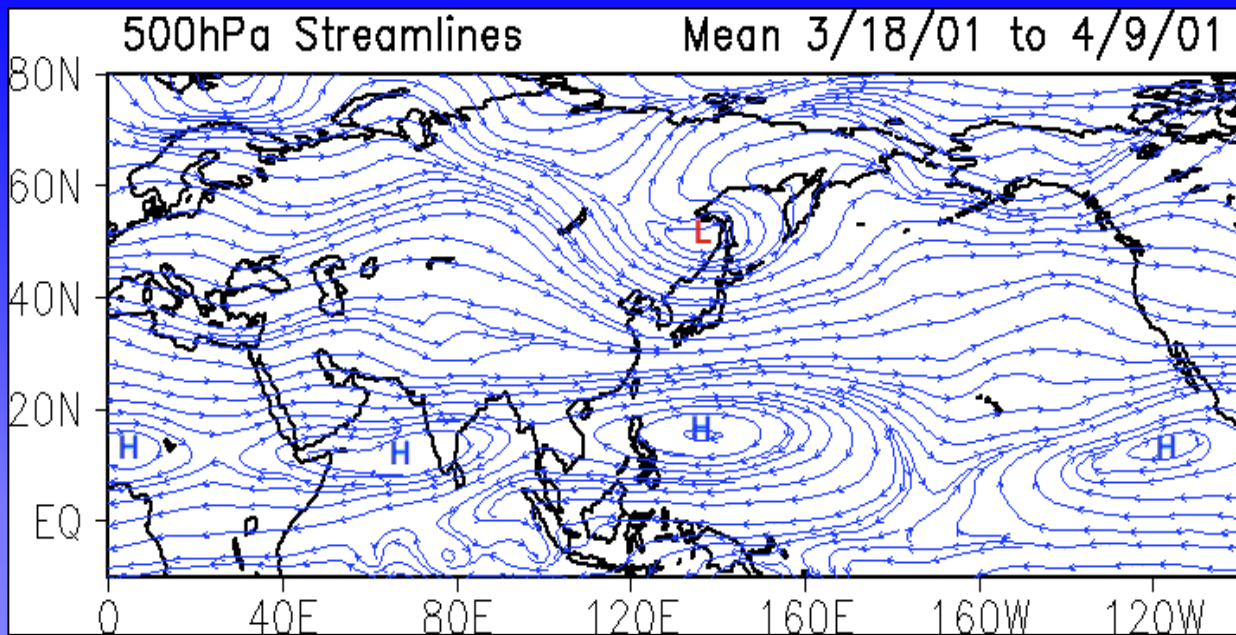 500hPa Streamlines Mean 3/18/01 to 4/9/01
80N
60N
L
40N
20N
H H H H
EQ
0 40E 80E 120E 160E 160W 120W